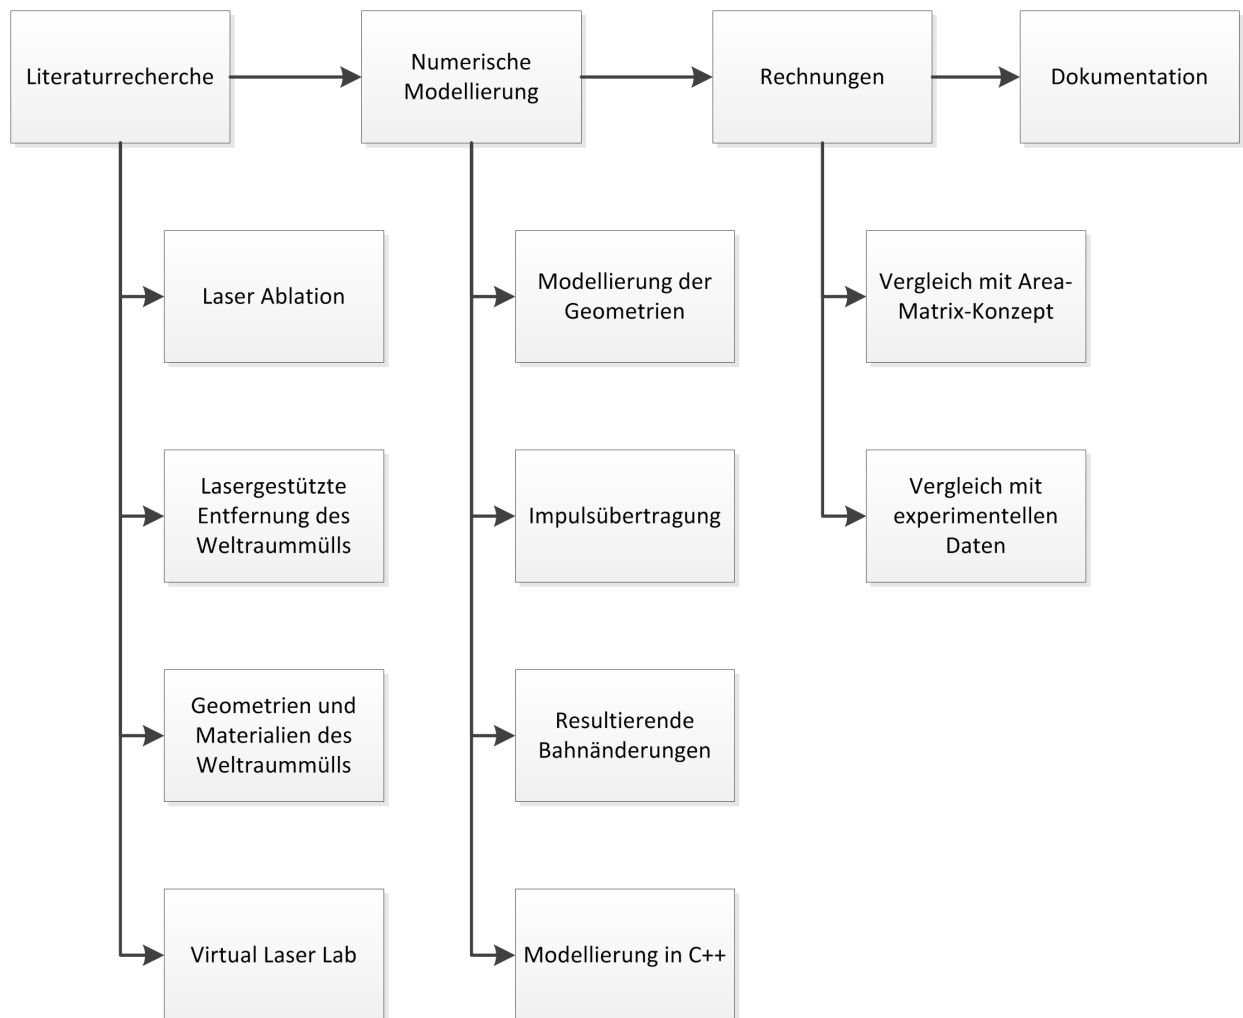 Literaturrecherche
Numerische
Modellierung
Rechnungen
Dokumentation
Laser Ablation
Modellierung der
Geometrien
Vergleich mit Area-
Matrix-Konzept
Lasergestützte
Entfernung des
Weltraummülls
Impulsübertragung
Vergleich mit
experimentellen
Daten
Geometrien und
Materialien des
Weltraummülls
Resultierende
Bahnänderungen
Virtual Laser Lab
Modellierung in C++